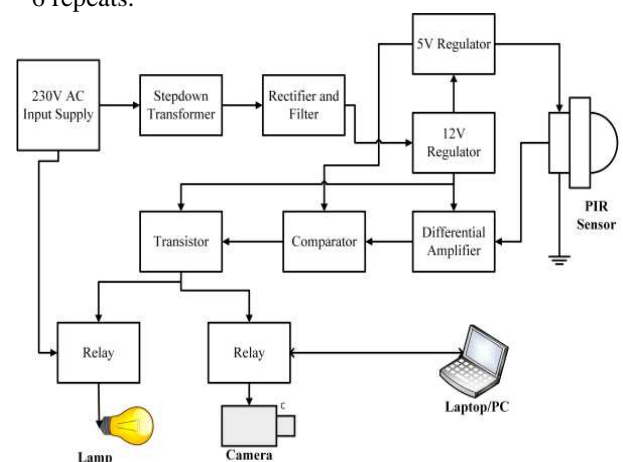 6 repeats.
5V Regulator
230V AC
Input Supply
Stepdown
Transformer
Rectifier and
Filter
12V
Regulator
PIR
Sensor
Transistor
Comparator
Differential
Amplifier
Relay
Relay
Laptop/PC
C
Lamp
Camera